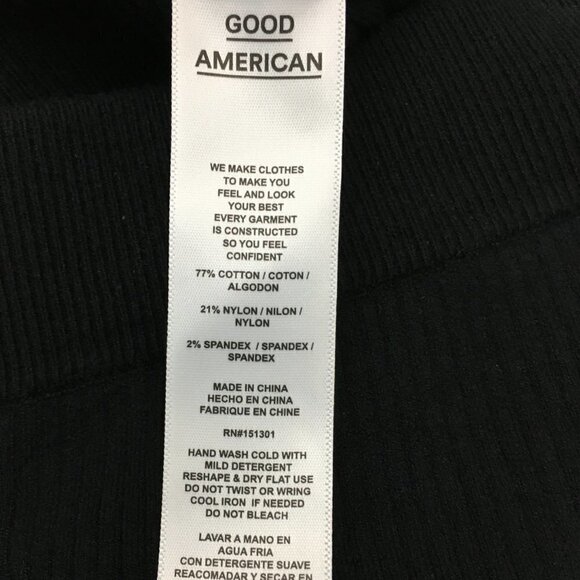 GOOD
AMERICAN
WE MAKE CLOTHES
TO MAKE YOU
FEEL AND LOOK
YOUR BEST
EVERY GARMENT
IS CONSTRUCTED
SO YOU FEEL
CONFIDENT
77% COTTON / COTON /
ALGODON
21% NYLON / NILON /
NYLON
2% SPANDEX / SPANDEX /
SPANDEX
MADE IN CHINA
HECHO EN CHINA
FABRIQUE EN CHINE
RN#151301
HAND WASH COLD WITH
MILD DETERGENT
RESHAPE & DRY FLAT USE
DO NOT TWIST OR WRING
COOL IRON IF NEEDED
DO NOT BLEACH
LAVAR A MANO EN
AGUA FRIA
CON DETERGENTE SUAVE
REACOMADAR Y SECAR EN